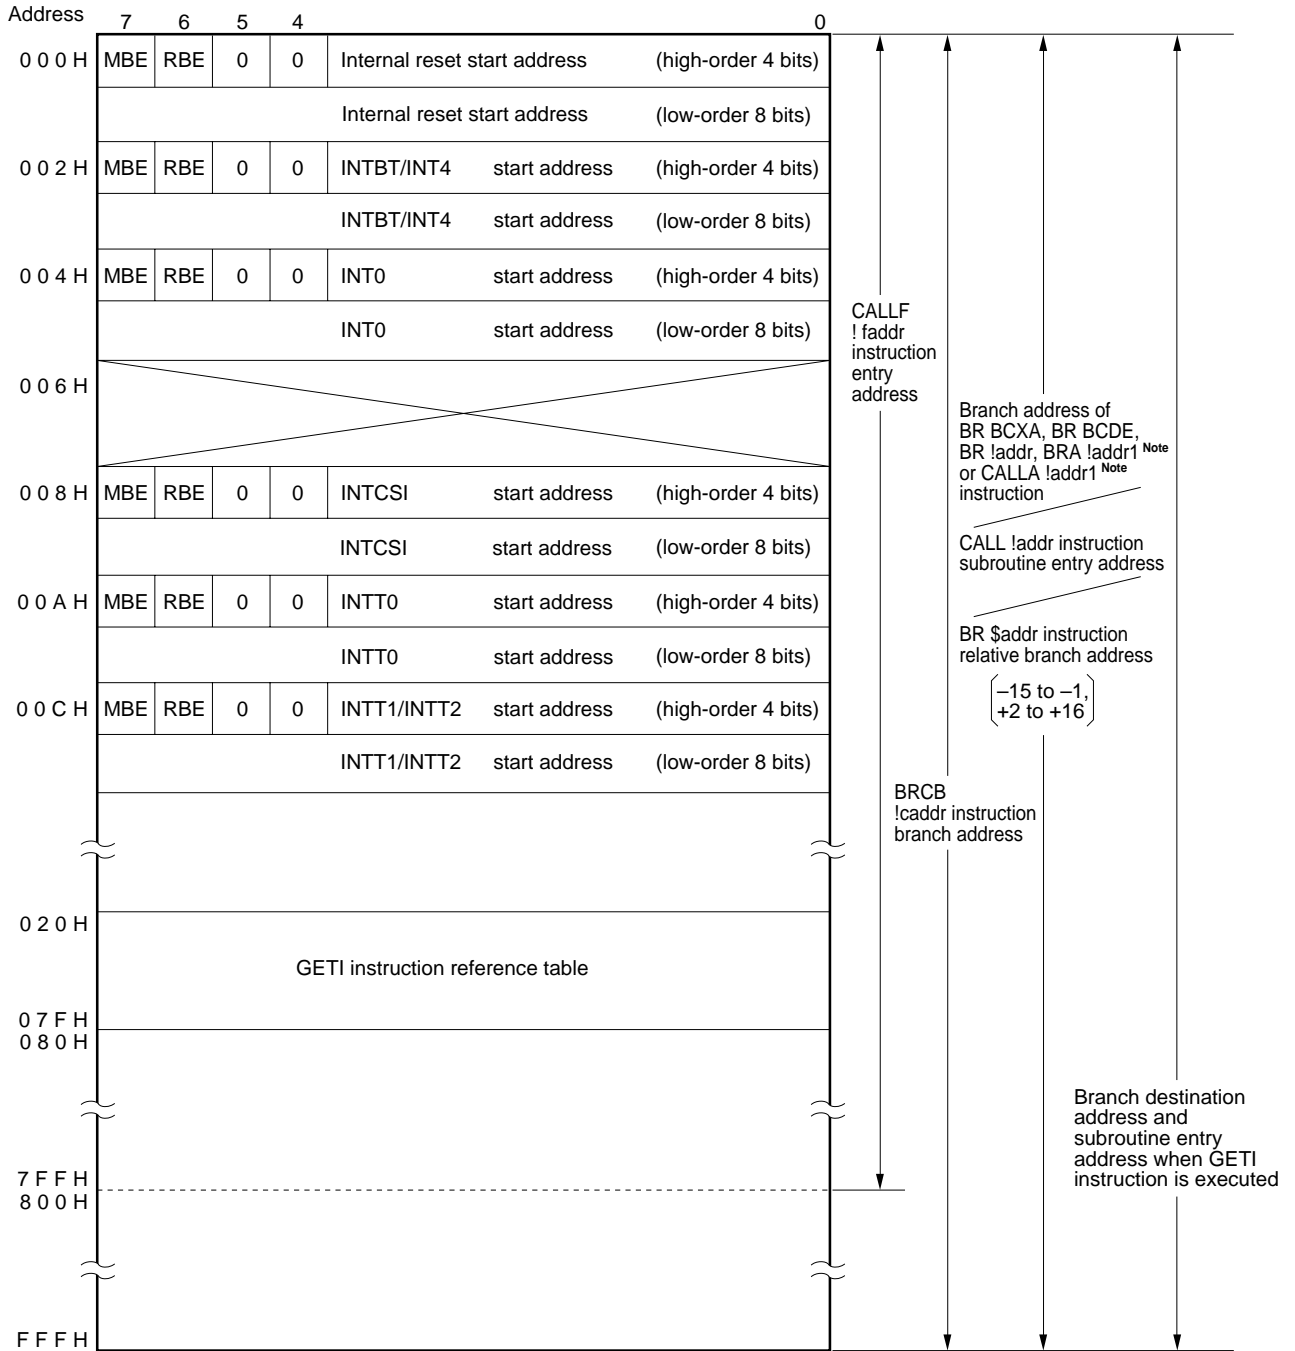 Address
7 6 5 4 0
000H MBE RBE 0 0 Internal reset start address (high-order 4 bits)
Internal reset start address (low-order 8 bits)
002H MBE RBE 0 0 INTBT/INT4 start address (high-order 4 bits)
INTBT/INT4 start address (low-order 8 bits)
004H MBE RBE 0 0 INT0 start address (high-order 4 bits)
INT0 start address (low-order 8 bits)
006H
008H MBE RBE 0 0 INTCSI start address (high-order 4 bits)
INTCSI start address (low-order 8 bits)
00AH MBE RBE 0 0 INTT0 start address (high-order 4 bits)
INTT0 start address (low-order 8 bits)
00CH MBE RBE 0 0 INTT1/INTT2 start address (high-order 4 bits)
INTT1/INTT2 start address (low-order 8 bits)
020H
GETI instruction reference table
07FH
080H
7FFH
800H
FFFH
CALLF
! faddr
instruction
entry
address
BRCB
!caddr instruction
branch address
Branch address of
BR BCXA, BR BCDE,
BR !addr, BRA !addr1 Note
or CALLA !addr1 Note
instruction
CALL !addr instruction
subroutine entry address
BR $addr instruction
relative branch address
–15 to –1,
+2 to +16
Branch destination
address and
subroutine entry
address when GETI
instruction is executed